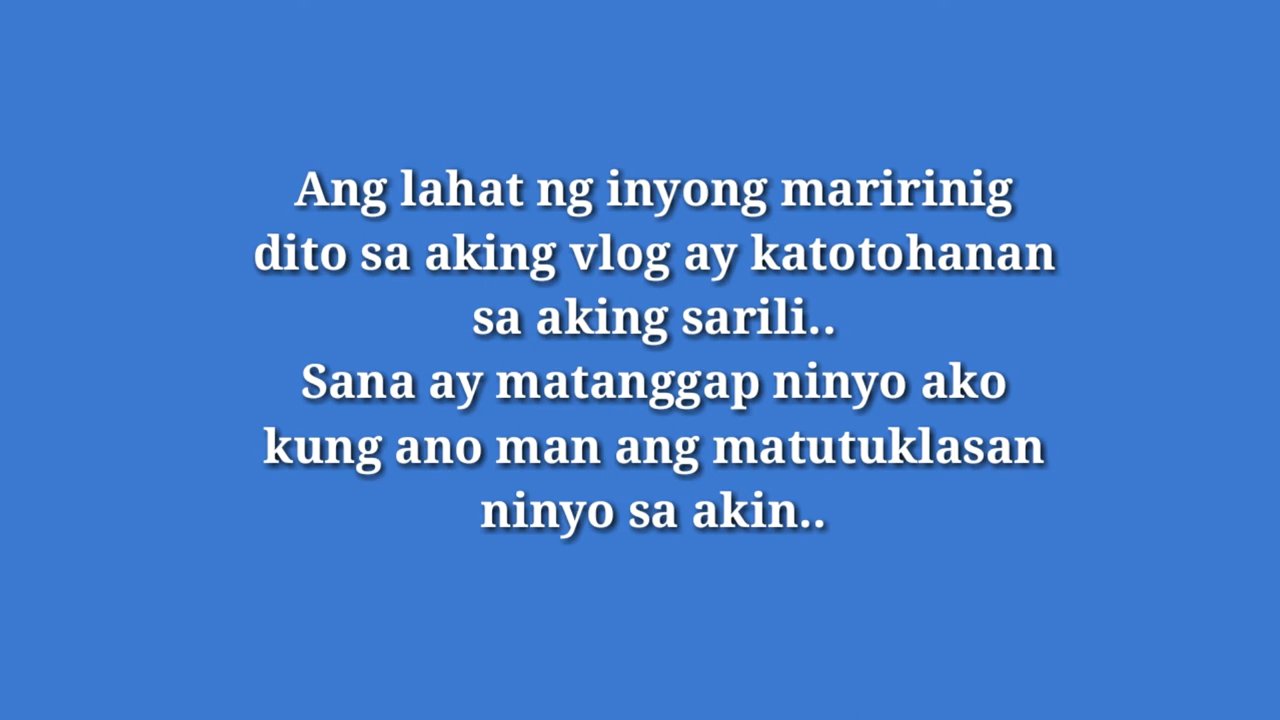 Ang lahat ng inyong maririnig
dito sa aking vlog ay katotohanan
sa aking sarili..
Sana ay matanggap ninyo ako
kung ano man ang matutuklasan
ninyo sa akin..